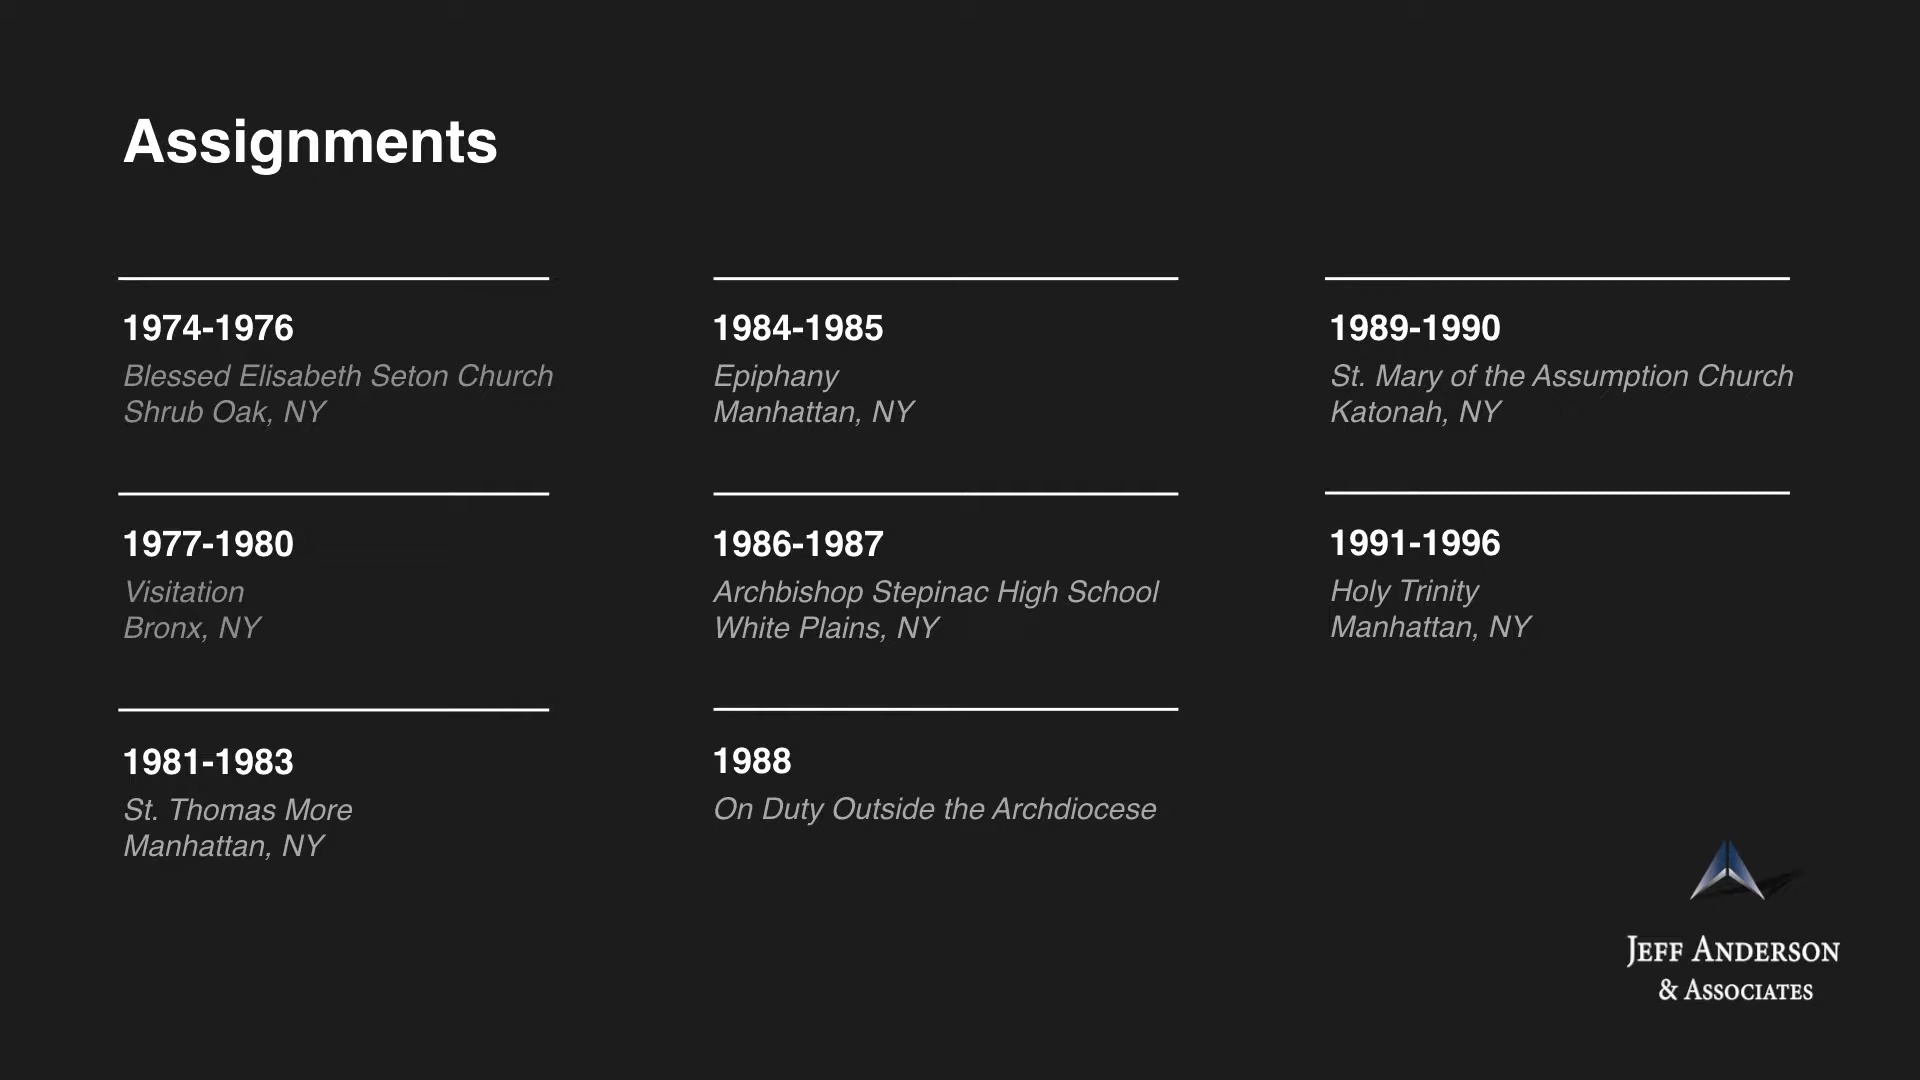 Assignments
1974-1976
Blessed Elisabeth Seton Church
Shrub Oak, NY
1977-1980
Visitation
Bronx, NY
1981-1983
St. Thomas More
Manhattan, NY
1984-1985
Epiphany
Manhattan, NY
1986-1987
Archbishop Stepinac High School
White Plains, NY
1988
On Duty Outside the Archdiocese
1989-1990
St. Mary of the Assumption Church
Katonah, NY
1991-1996
Holy Trinity
Manhattan, NY
JEFF ANDERSON
& ASSOCIATES